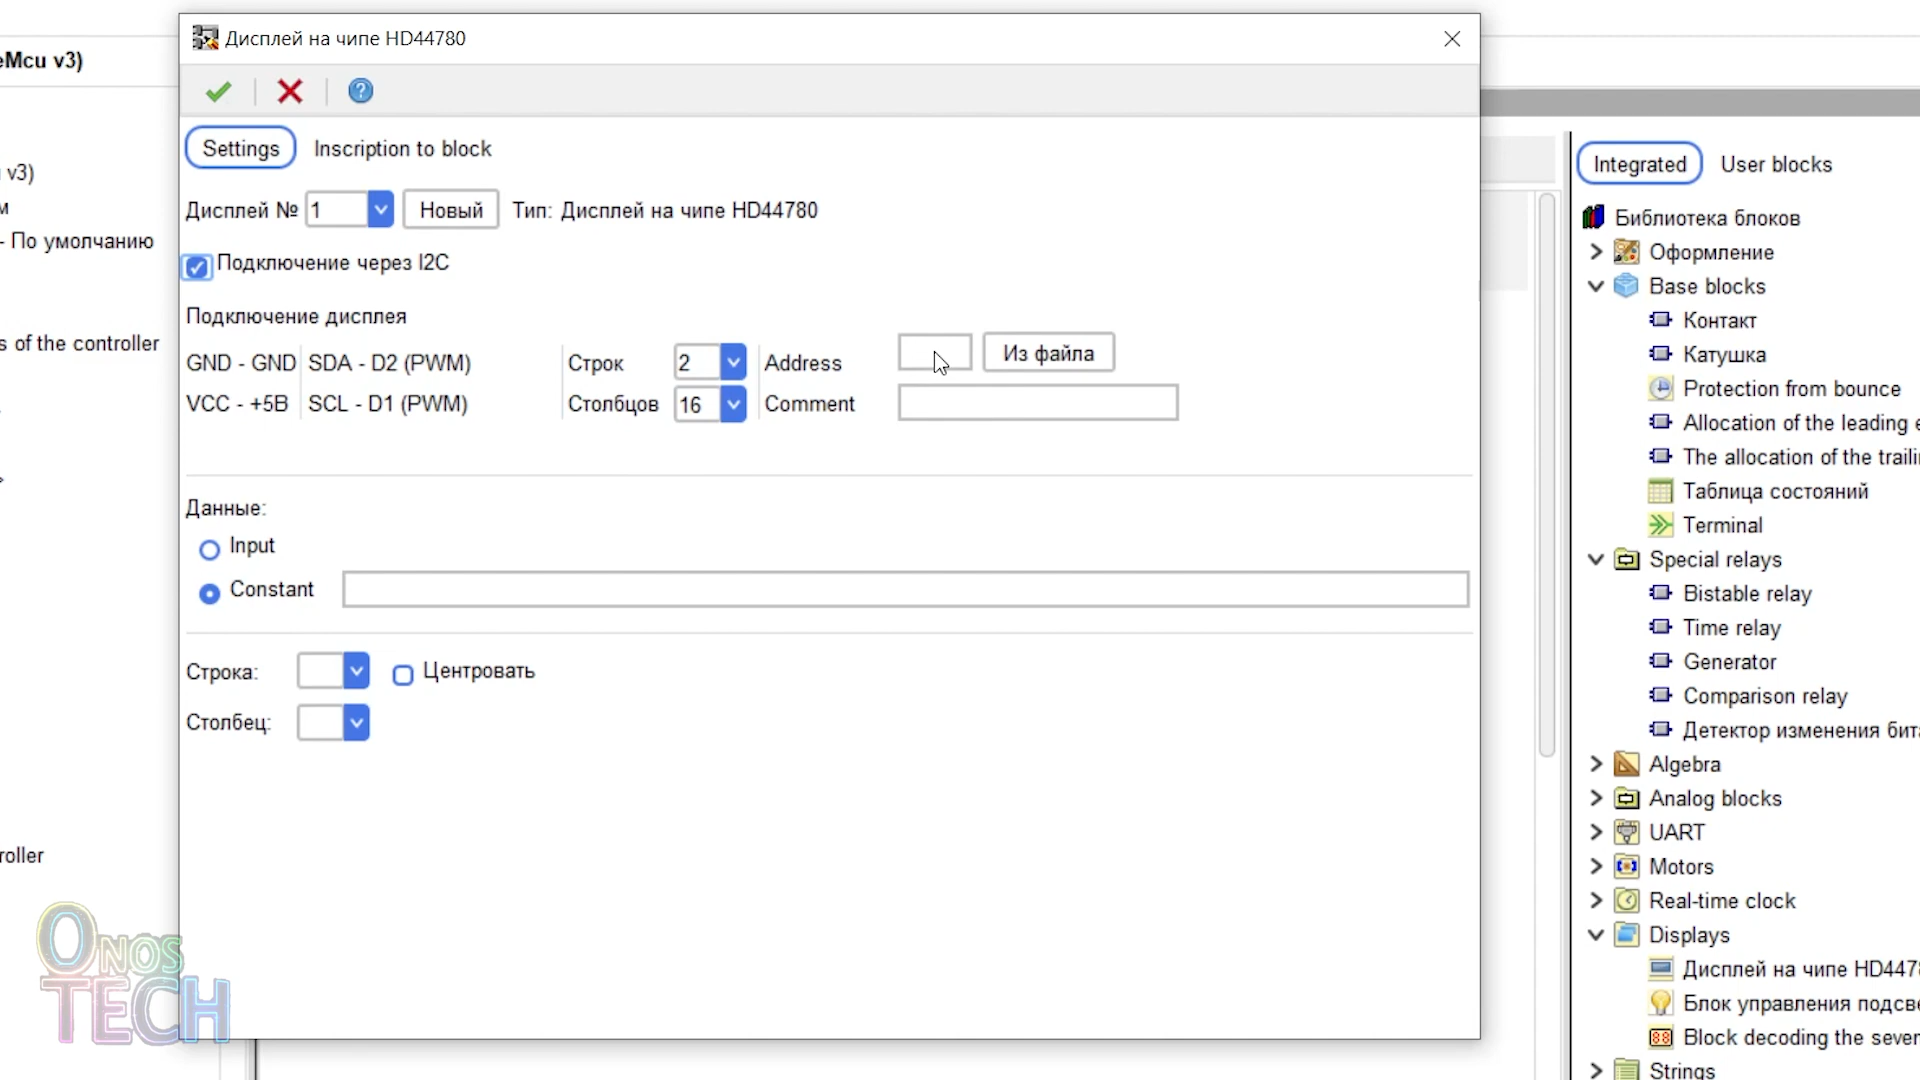 Дисплей на чипе HD44780
eMcu v3)
Settings Inscription to block
Дисплей № 1 Новый Тип: Дисплей на чипе HD44780
Подключение через I2C
Подключение дисплея
GND - GND SDA - D2 (PWM) Строк 2 Address Из файла
VCC - +5В SCL - D1 (PWM) Столбцов 16 Comment
Данные:
Input
Constant
Строка: Центровать
Столбец:
v3)
м
- По умолчанию
s of the controller
roller
ONOS
TECH
Integrated User blocks
Библиотека блоков
Оформление
Base blocks
Контакт
Катушка
Protection from bounce
Allocation of the leading e
The allocation of the traili
Таблица состояний
Terminal
Special relays
Bistable relay
Time relay
Generator
Comparison relay
Детектор изменения бита
Algebra
Analog blocks
UART
Motors
Real-time clock
Displays
Дисплей на чипе HD4478
Блок управления подсве
Block decoding the seven
Strings